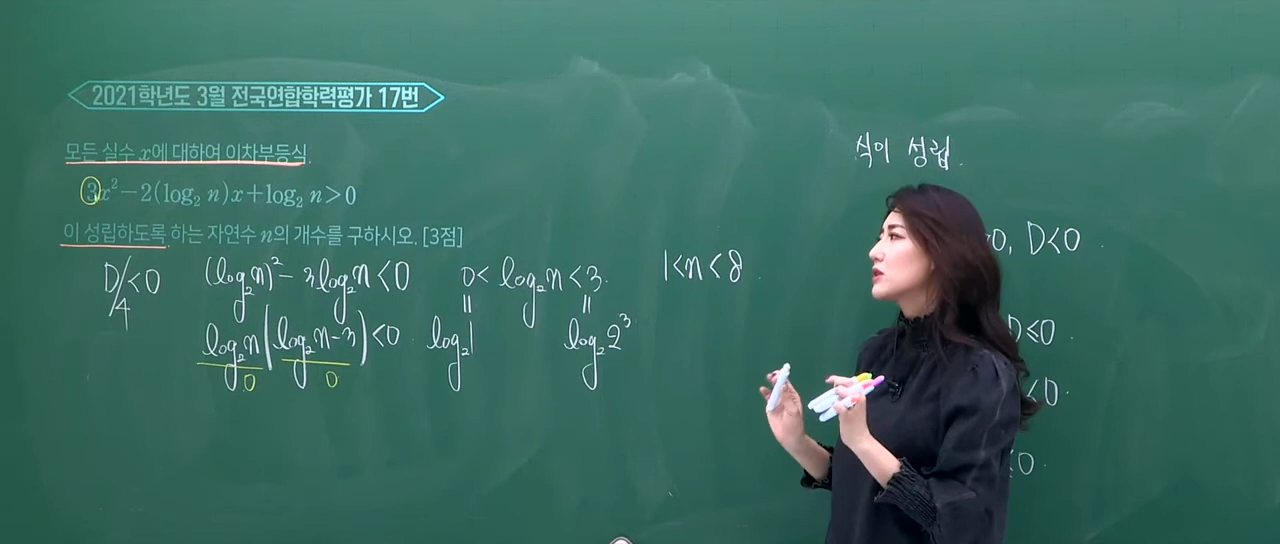 2021학년도 3월 전국연합학력평가 17번
모든 실수 x에 대하여 이차부등식
3x²−2(log₂ n)x+log₂ n>0
이 성립하도록 하는 자연수 n의 개수를 구하시오. [3점]
D/4<0 (log₂n)²−3log₂n<0 0<log₂n<3. 1<n<8.
log₂n(log₂n−3)<0. log₂1 log₂2³
0 0
식이 성립.
0, D<0.
D≤0.
<0.
0.